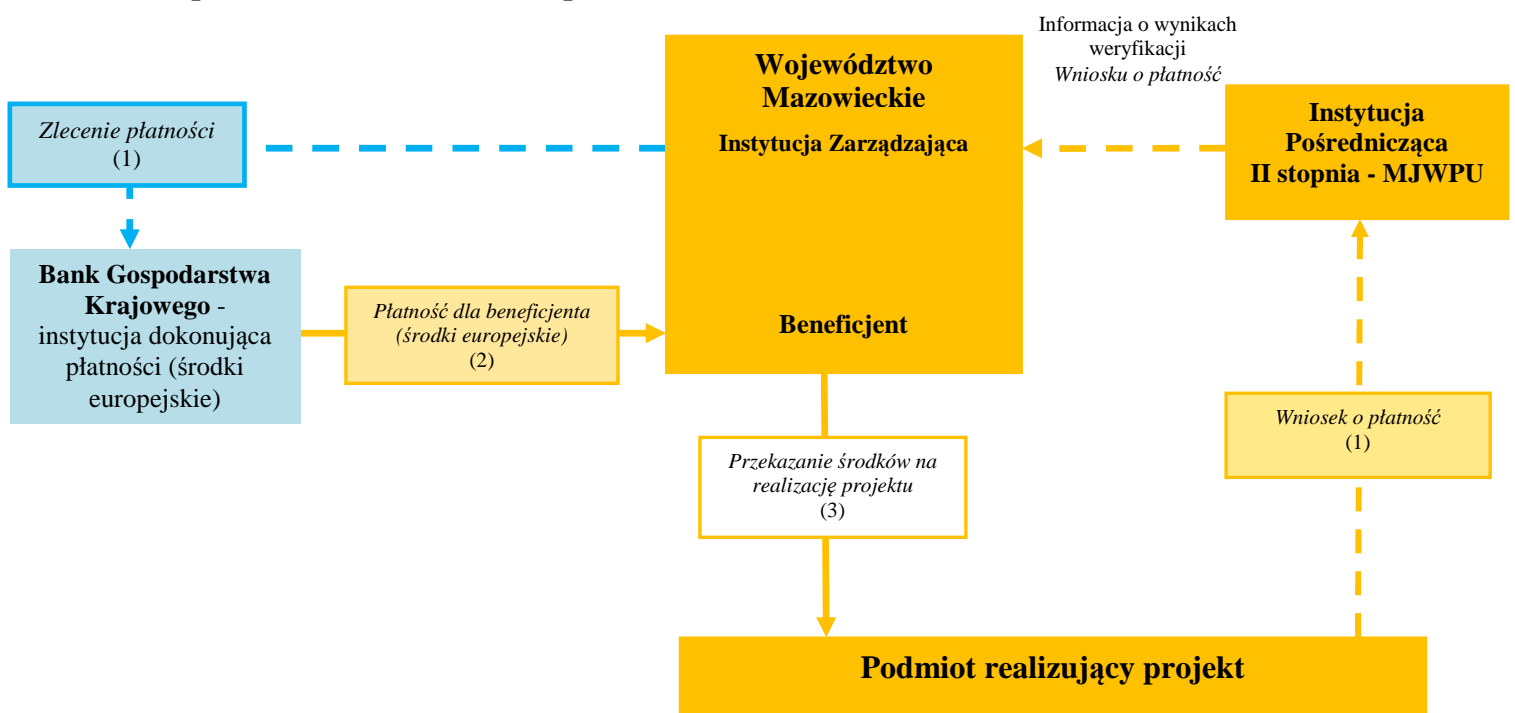 Informacja o wynikach
weryfikacji
Wniosku o płatność
Województwo
Mazowieckie
Instytucja Zarządzająca
Beneficjent
Instytucja
Pośrednicząca
II stopnia - MJWPU
Zlecenie płatności
(1)
Bank Gospodarstwa
Krajowego -
instytucja dokonująca
płatności (środki
europejskie)
Płatność dla beneficjenta
(środki europejskie)
(2)
Wniosek o płatność
(1)
Przekazanie środków na
realizację projektu
(3)
Podmiot realizujący projekt